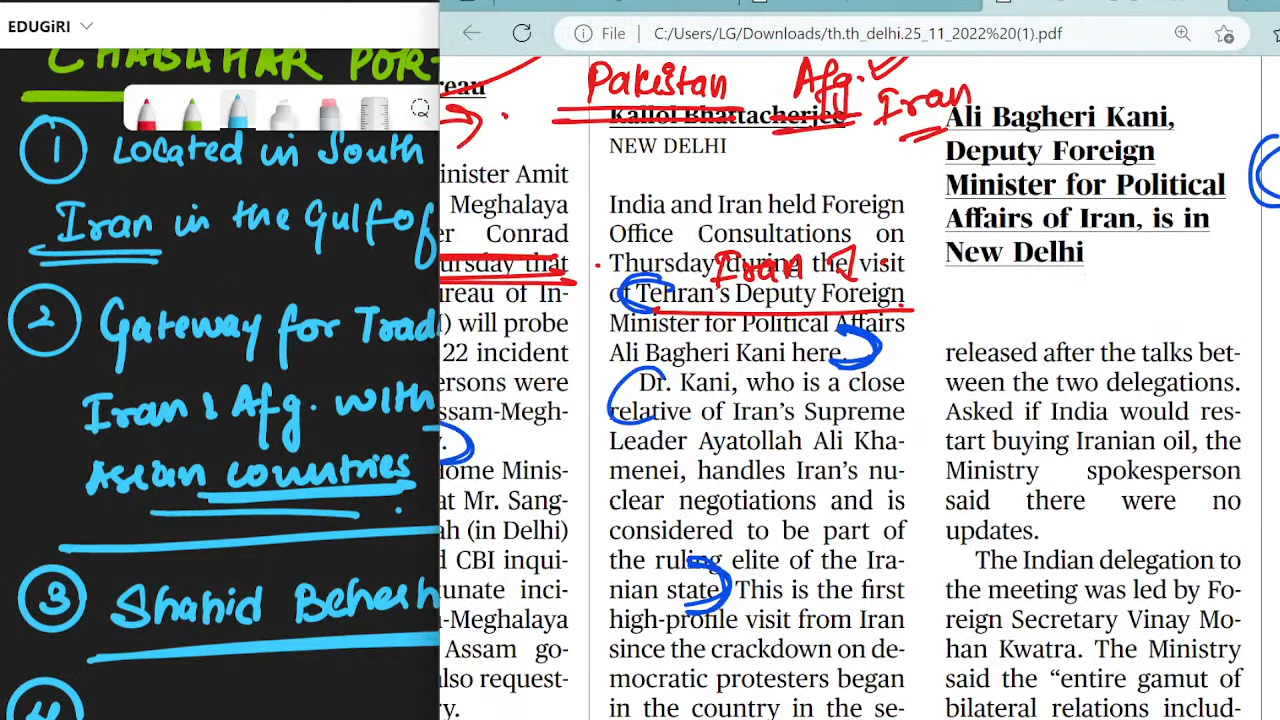 EDUGiRI
File C:/Users/LG/Downloads/th.th_delhi.25_11_2022%20(1).pdf
CHABAHAR POR
1 Located in South
Iran in the Gulf of
2 Gateway for Trad
Iran & Afg. with
Asian countries
3 Shahid Behesh
4
reau
inister Amit
Meghalaya
er Conrad
ursday that
ureau of In-
I) will probe
22 incident
ersons were
ssam-Megh-
y.
ome Minis-
at Mr. Sang-
ah (in Delhi)
d CBI inqui-
tunate inci-
-Meghalaya
Assam go-
also request-
ry.
Pakistan Afg. Iran
Kallol Bhattacherjee
NEW DELHI
India and Iran held Foreign
Office Consultations on
Thursday during the visit
Iran
of Tehran's Deputy Foreign
Minister for Political Affairs
Ali Bagheri Kani here.
Dr. Kani, who is a close
relative of Iran's Supreme
Leader Ayatollah Ali Kha-
menei, handles Iran's nu-
clear negotiations and is
considered to be part of
the ruling elite of the Ira-
nian state. This is the first
high-profile visit from Iran
since the crackdown on de-
mocratic protesters began
in the country in the se-
Ali Bagheri Kani,
Deputy Foreign
Minister for Political
Affairs of Iran, is in
New Delhi
released after the talks bet-
ween the two delegations.
Asked if India would res-
tart buying Iranian oil, the
Ministry spokesperson
said there were no
updates.
The Indian delegation to
the meeting was led by Fo-
reign Secretary Vinay Mo-
han Kwatra. The Ministry
said the "entire gamut of
bilateral relations includ-